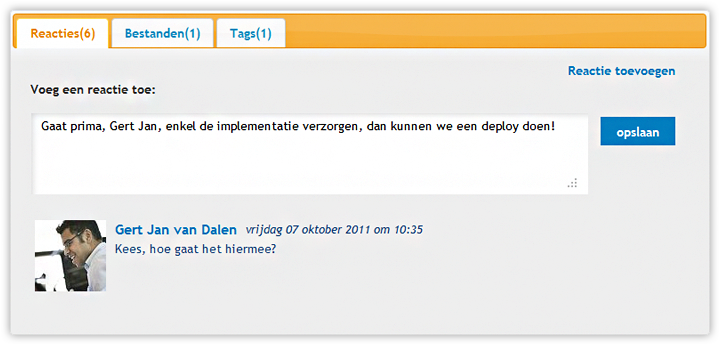 Reacties(6) Bestanden(1) Tags(1)
Reactie toevoegen
Voeg een reactie toe:
Gaat prima, Gert Jan, enkel de implementatie verzorgen, dan kunnen we een deploy doen!
opslaan
Gert Jan van Dalen vrijdag 07 oktober 2011 om 10:35
Kees, hoe gaat het hiermee?